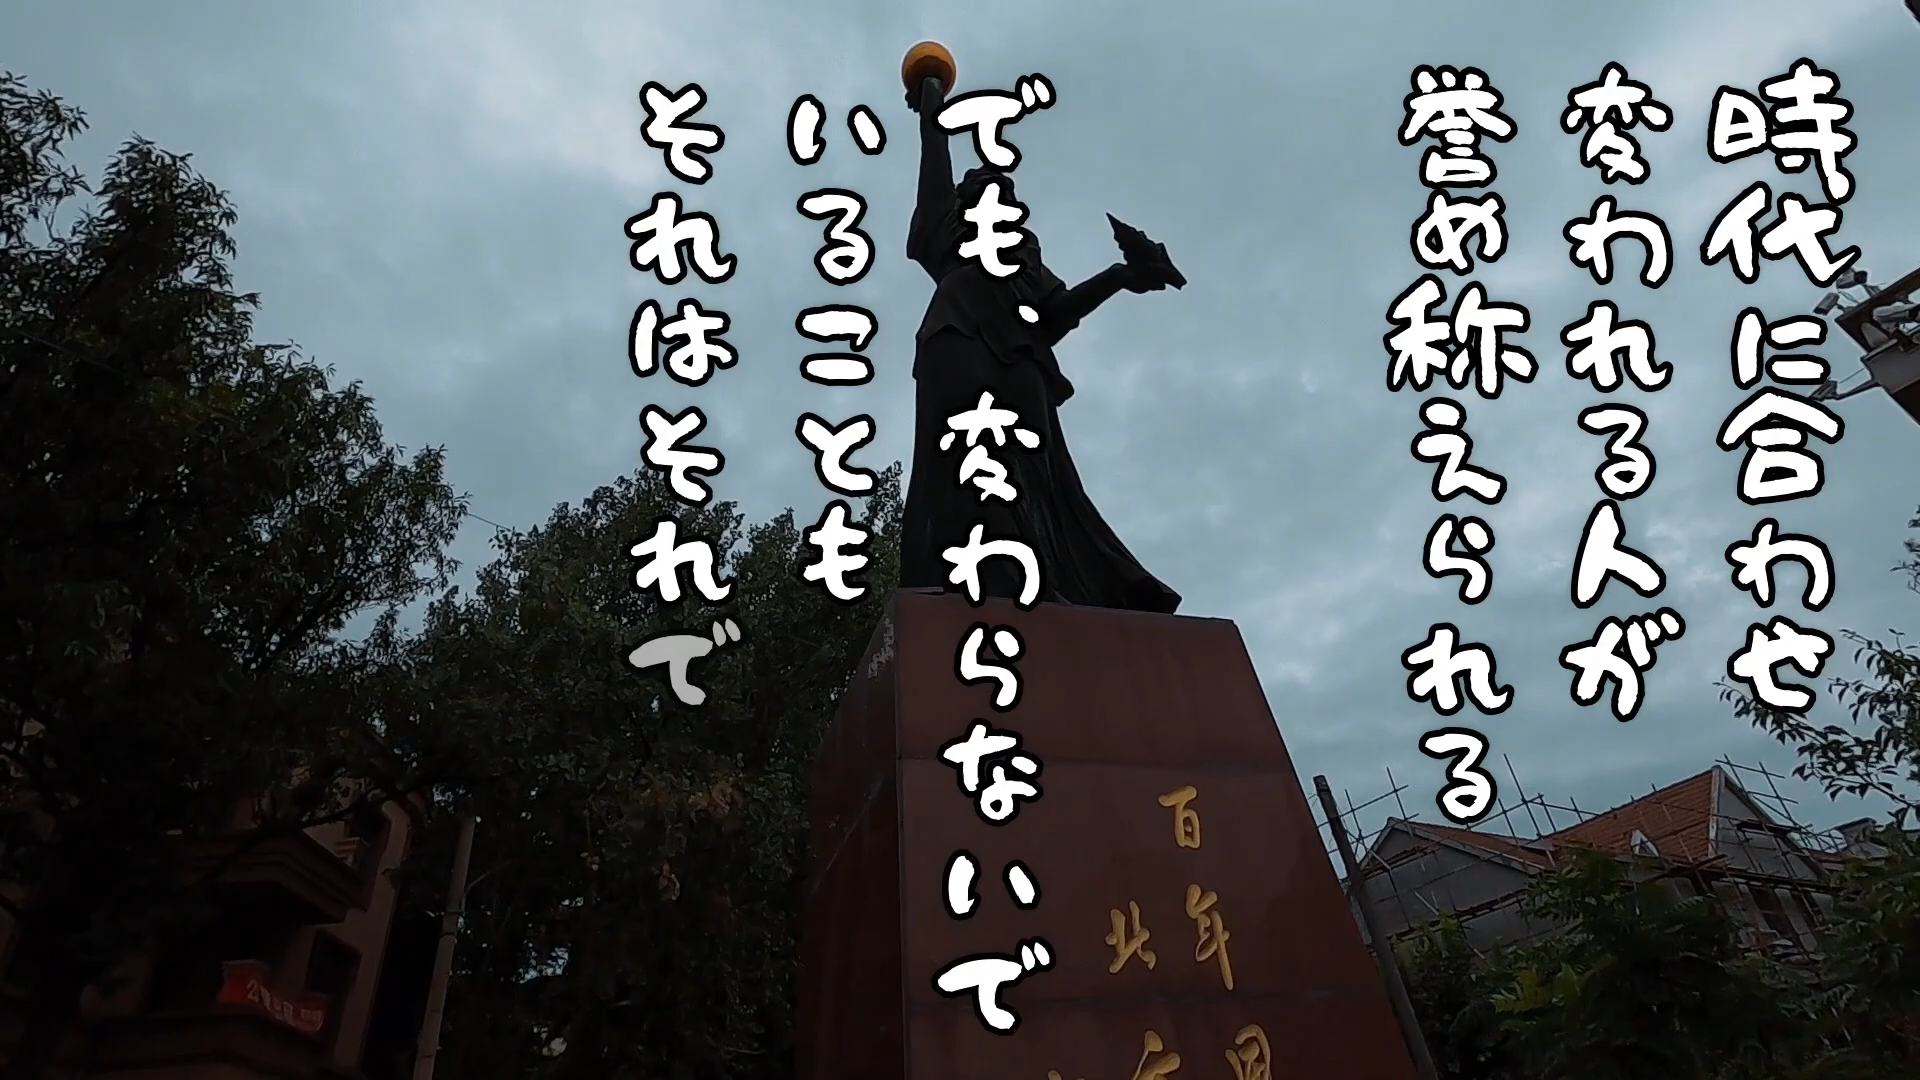 時代に合わせ
変われる人が
誉め称えられる
でも、変わらないで
いることも
それはそれで
百年
北